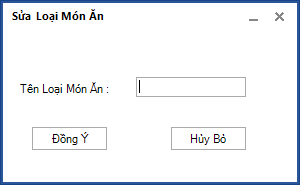 Sửa Loại Món Ăn
Tên Loại Món Ăn :
Đồng Ý
Hủy Bỏ